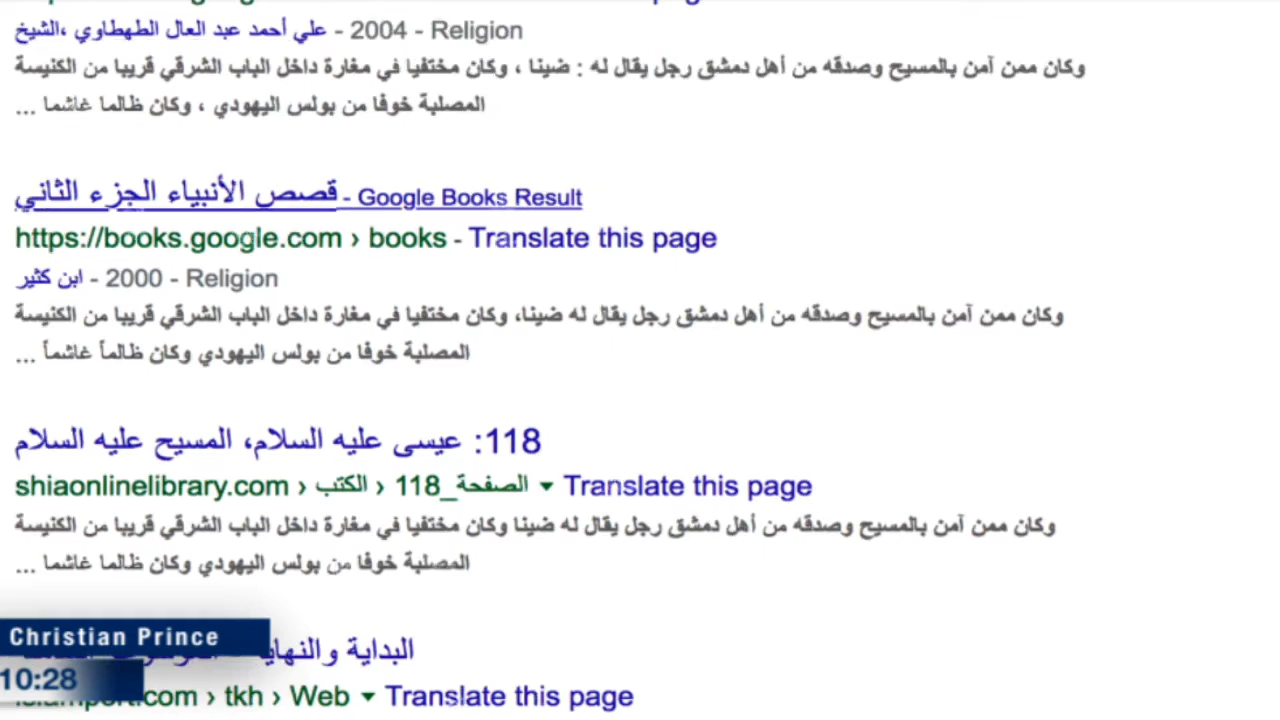 علي أحمد عبد العال الطهطاوي ،الشيخ - 2004 - Religion
وكان ممن آمن بالمسيح وصدقه من أهل دمشق رجل يقال له : ضينا ، وكان مختفيا في مغارة داخل الباب الشرقي قريبا من الكنيسة
المصلبة خوفا من بولس اليهودي ، وكان ظالما غاشما ...
قصص الأنبياء الجزء الثاني - Google Books Result
https://books.google.com › books - Translate this page
ابن كثير - 2000 - Religion
وكان ممن آمن بالمسيح وصدقه من أهل دمشق رجل يقال له ضينا، وكان مختفيا في مغارة داخل الباب الشرقي قريبا من الكنيسة
المصلبة خوفا من بولس اليهودي وكان ظالماً غاشماً ...
118: عيسى عليه السلام، المسيح عليه السلام
shiaonlinelibrary.com › الكتب › الصفحة_118 ▾ Translate this page
وكان ممن آمن بالمسيح وصدقه من أهل دمشق رجل يقال له ضينا وكان مختفيا في مغارة داخل الباب الشرقي قريبا من الكنيسة
المصلبة خوفا من بولس اليهودي وكان ظالما غاشما ...
Christian Prince
البداية والنهاية
10:28
.com › tkh › Web ▾ Translate this page